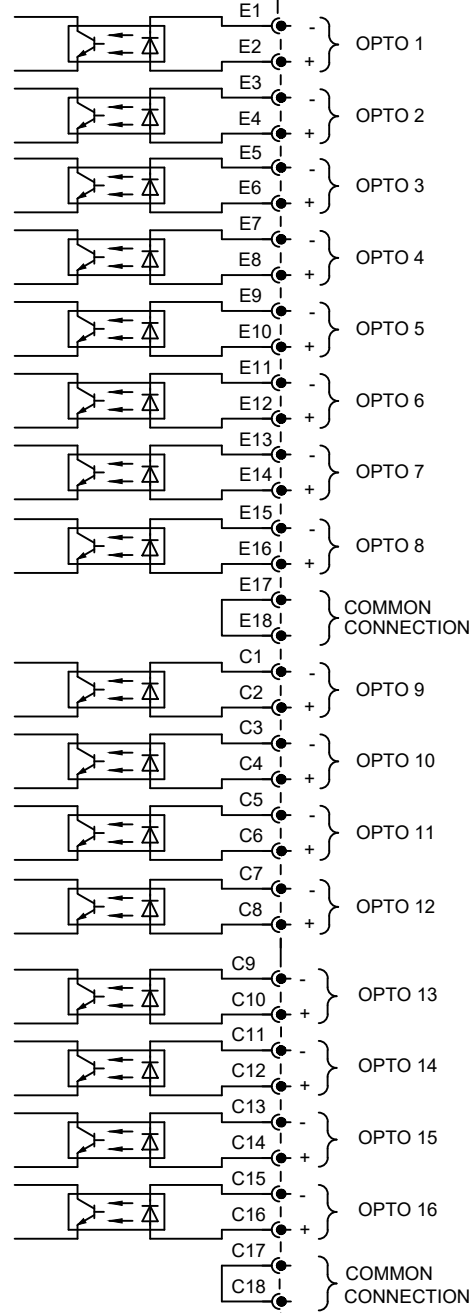 E1 -
OPTO 1
E2 +
E3 -
OPTO 2
E4 +
E5 -
OPTO 3
E6 +
E7 -
OPTO 4
E8 +
E9 -
OPTO 5
E10 +
E11 -
OPTO 6
E12 +
E13 -
OPTO 7
E14 +
E15 -
OPTO 8
E16 +
E17
COMMON
E18
CONNECTION
C1 -
OPTO 9
C2 +
C3 -
OPTO 10
C4 +
C5 -
OPTO 11
C6 +
C7 -
OPTO 12
C8 +
C9 -
OPTO 13
C10 +
C11 -
OPTO 14
C12 +
C13 -
OPTO 15
C14 +
C15 -
OPTO 16
C16 +
C17
COMMON
C18
CONNECTION